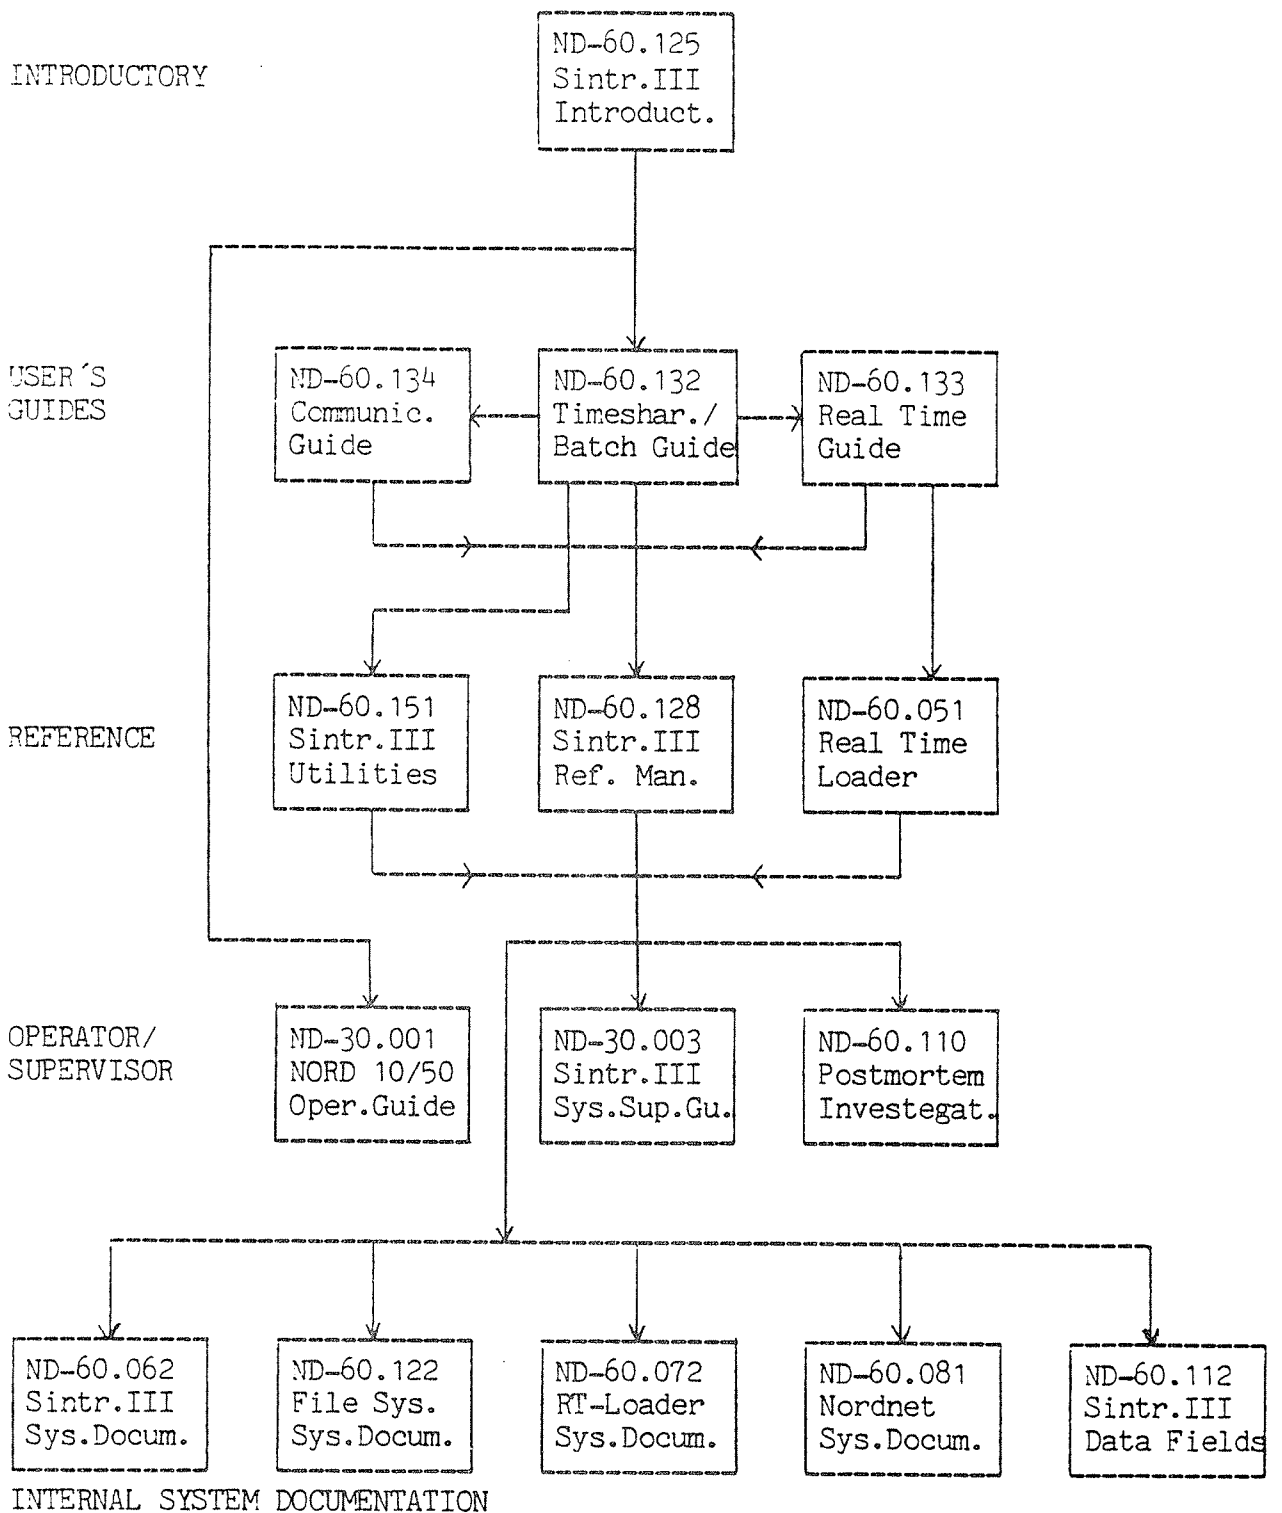 INTRODUCTORY
ND-60.125
Sintr.III
Introduct.
USER'S
GUIDES
ND-60.134
Communic.
Guide
ND-60.132
Timeshar./
Batch Guide
ND-60.133
Real Time
Guide
REFERENCE
ND-60.151
Sintr.III
Utilities
ND-60.128
Sintr.III
Ref. Man.
ND-60.051
Real Time
Loader
OPERATOR/
SUPERVISOR
ND-30.001
NORD 10/50
Oper.Guide
ND-30.003
Sintr.III
Sys.Sup.Gu.
ND-60.110
Postmortem
Investegat.
ND-60.062
Sintr.III
Sys.Docum.
ND-60.122
File Sys.
Sys.Docum.
ND-60.072
RT-Loader
Sys.Docum.
ND-60.081
Nordnet
Sys.Docum.
ND-60.112
Sintr.III
Data Fields
INTERNAL SYSTEM DOCUMENTATION